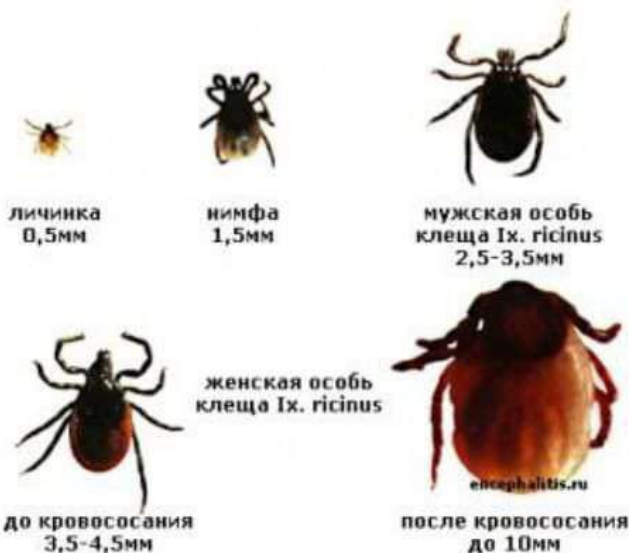 личинка
0,5мм
нимфа
1,5мм
мужская особь
клеща Ix. ricinus
2,5-3,5мм
женская особь
клеща Ix. ricinus
encephalitis.ru
до кровососания
3,5-4,5мм
после кровососания
до 10мм